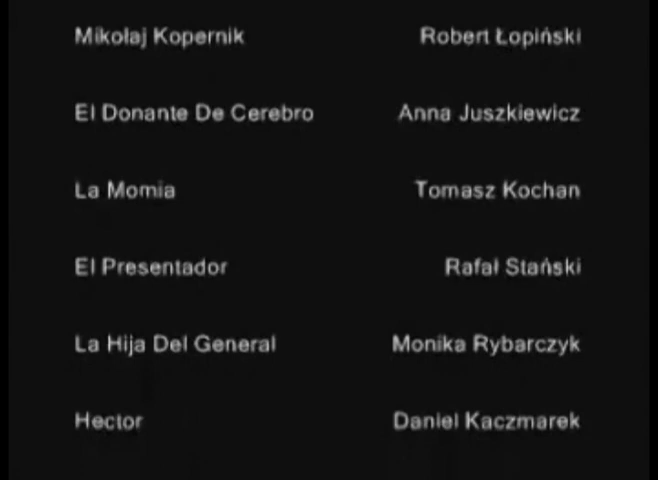 Mikołaj Kopernik Robert Łopiński
El Donante De Cerebro Anna Juszkiewicz
La Momia Tomasz Kochan
El Presentador Rafał Stański
La Hija Del General Monika Rybarczyk
Hector Daniel Kaczmarek